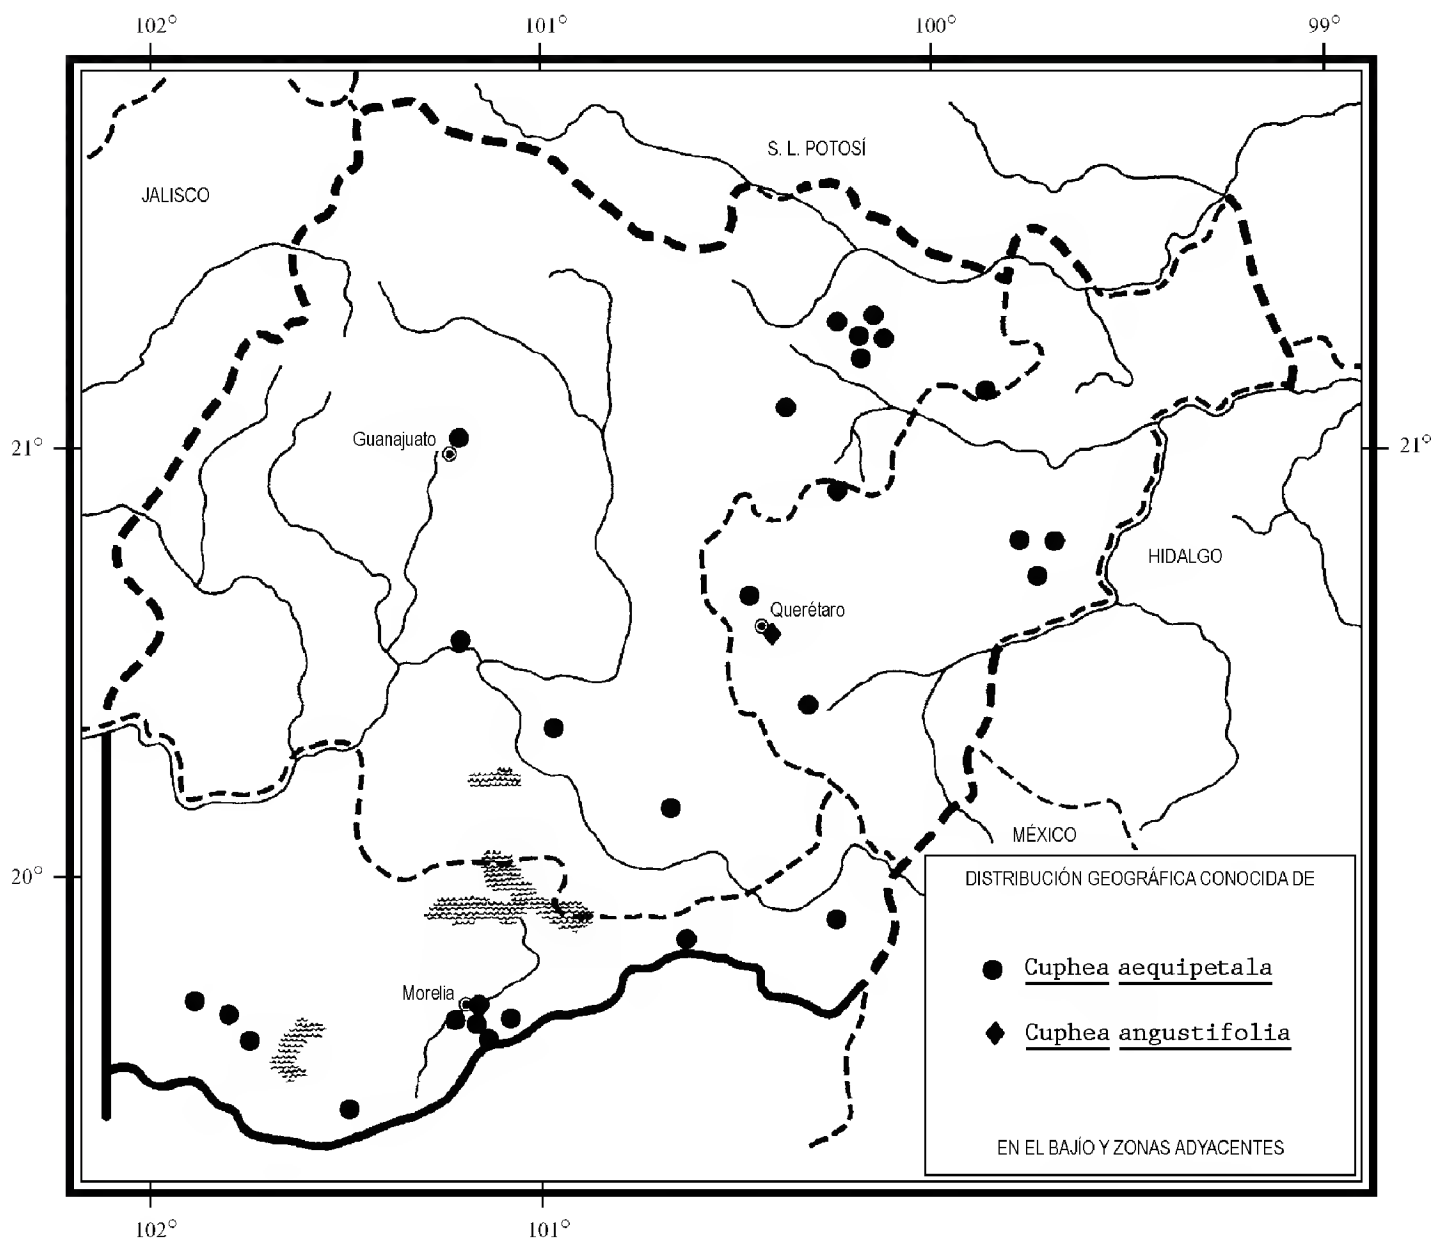 102° 101° 100° 99°
S. L. POTOSÍ
JALISCO
Guanajuato
21° 21°
HIDALGO
Querétaro
MÉXICO
20°
DISTRIBUCIÓN GEOGRÁFICA CONOCIDA DE
Cuphea aequipetala
Morelia
Cuphea angustifolia
EN EL BAJÍO Y ZONAS ADYACENTES
102° 101°